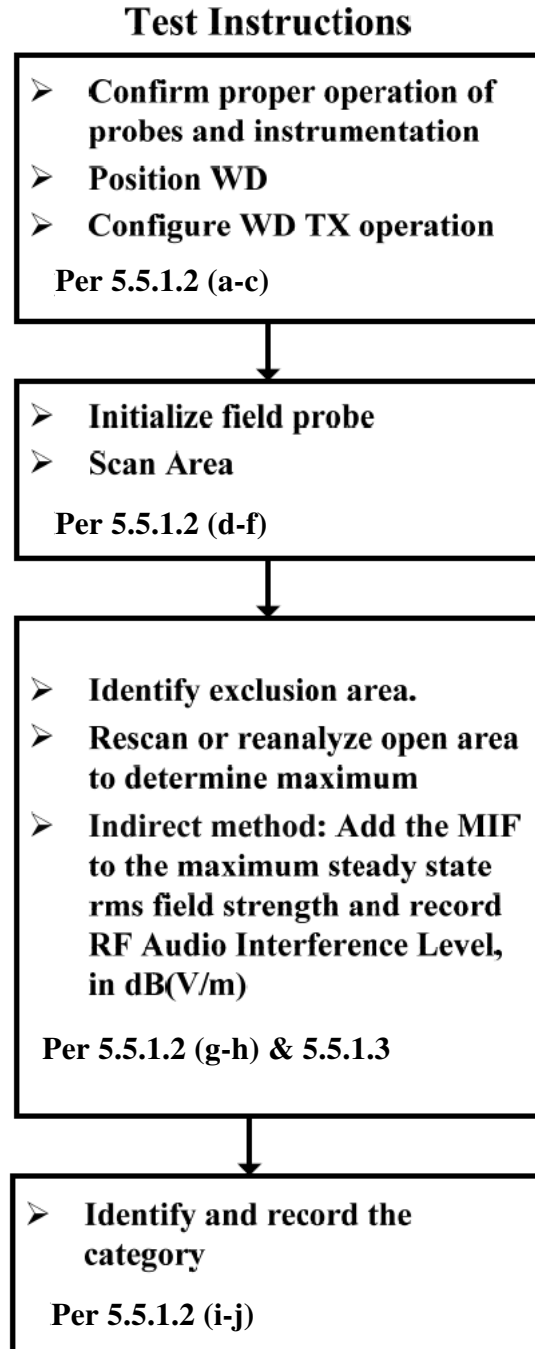 Test Instructions
➢ Confirm proper operation of
probes and instrumentation
➢ Position WD
➢ Configure WD TX operation
Per 5.5.1.2 (a-c)
➢ Initialize field probe
➢ Scan Area
Per 5.5.1.2 (d-f)
➢ Identify exclusion area.
➢ Rescan or reanalyze open area
to determine maximum
➢ Indirect method: Add the MIF
to the maximum steady state
rms field strength and record
RF Audio Interference Level,
in dB(V/m)
Per 5.5.1.2 (g-h) & 5.5.1.3
➢ Identify and record the
category
Per 5.5.1.2 (i-j)